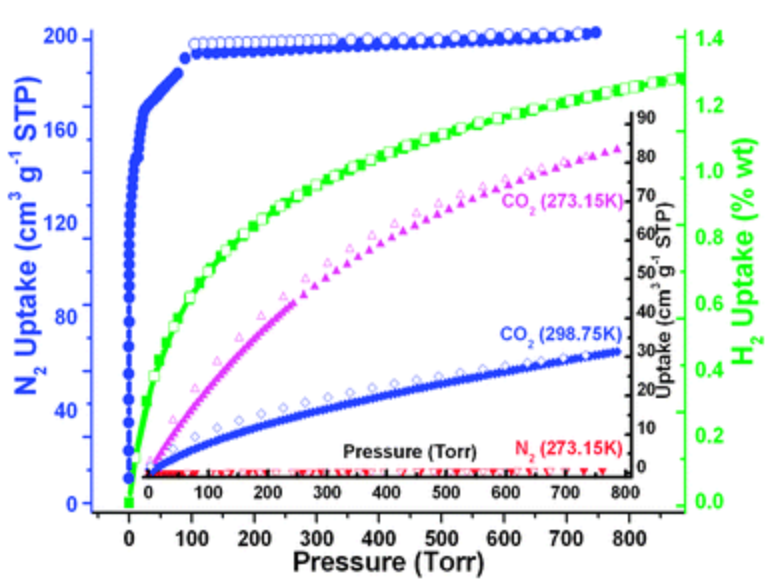 N2 Uptake (cm3 g-1 STP)
200
160
120
80
40
0
1.4
1.2
1.0
0.8
0.6
0.4
0.2
0.0
H2 Uptake (% wt)
90
80
70
60
50
40
30
20
10
0
Uptake (cm3 g-1 STP)
CO2 (273.15K)
CO2 (298.75K)
N2 (273.15K)
Pressure (Torr)
0 100 200 300 400 500 600 700 800
0 100 200 300 400 500 600 700 800
Pressure (Torr)